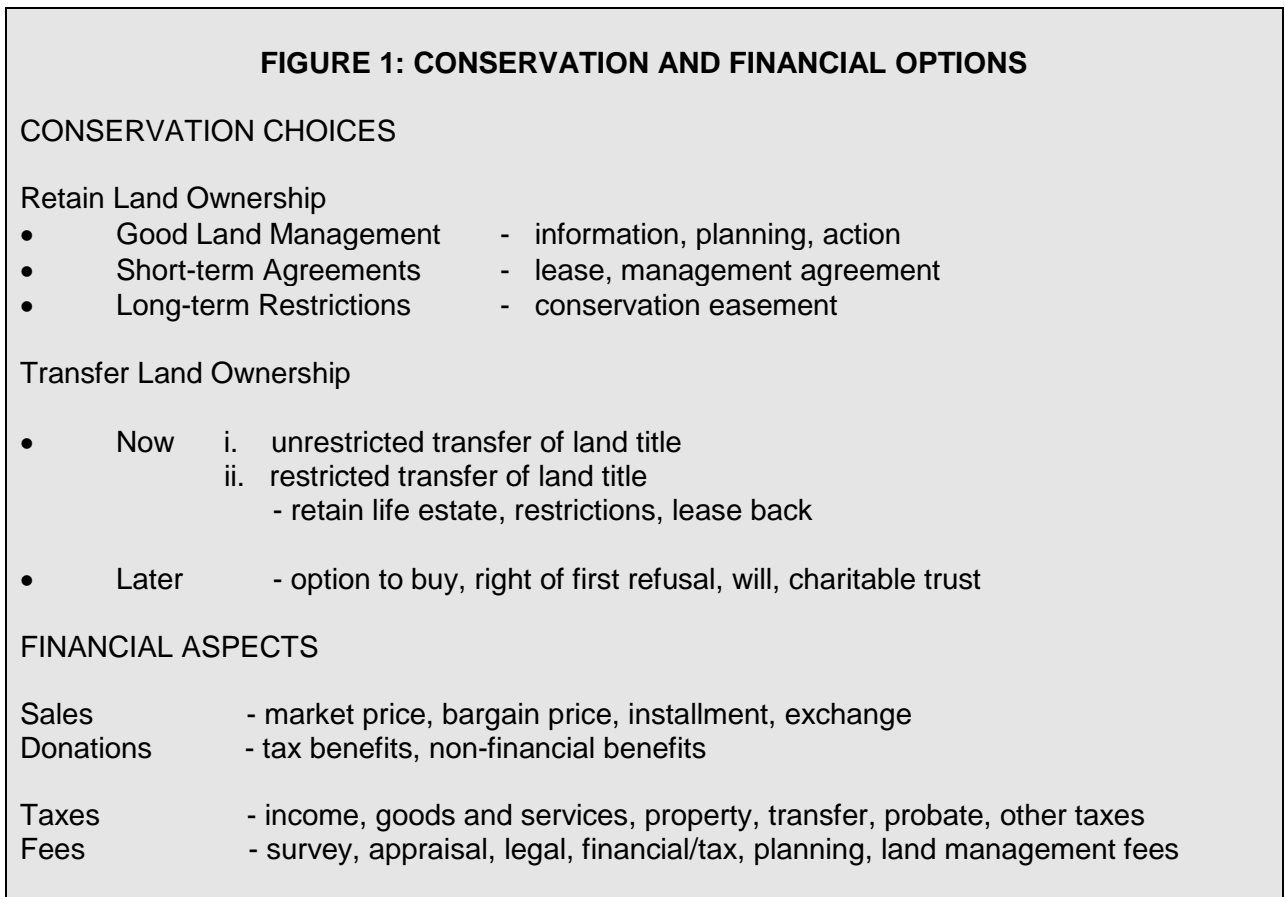 FIGURE 1: CONSERVATION AND FINANCIAL OPTIONS
CONSERVATION CHOICES
Retain Land Ownership
• Good Land Management - information, planning, action
• Short-term Agreements - lease, management agreement
• Long-term Restrictions - conservation easement
Transfer Land Ownership
• Now i. unrestricted transfer of land title
ii. restricted transfer of land title
- retain life estate, restrictions, lease back
• Later - option to buy, right of first refusal, will, charitable trust
FINANCIAL ASPECTS
Sales - market price, bargain price, installment, exchange
Donations - tax benefits, non-financial benefits
Taxes - income, goods and services, property, transfer, probate, other taxes
Fees - survey, appraisal, legal, financial/tax, planning, land management fees